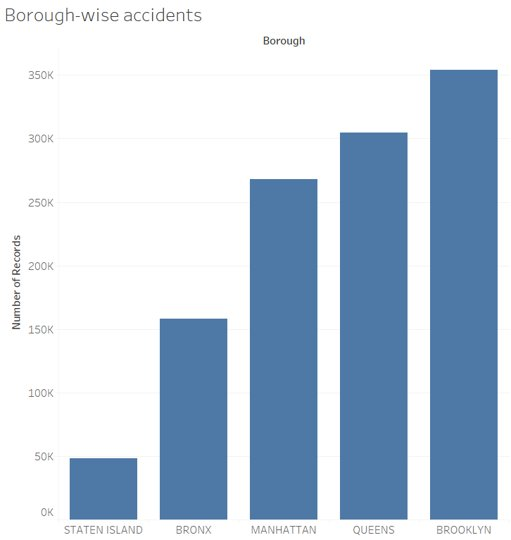 Borough-wise accidents
Borough
Number of Records
350K
300K
250K
200K
150K
100K
50K
0K
STATEN ISLAND BRONX MANHATTAN QUEENS BROOKLYN